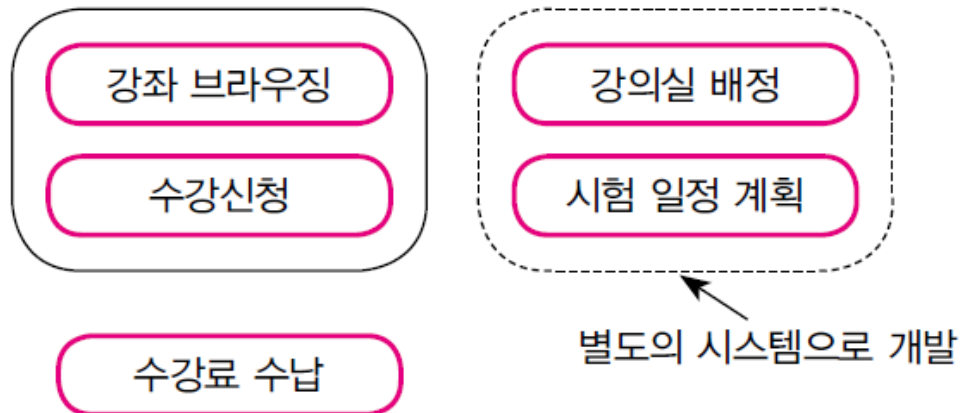 강좌 브라우징
수강신청
강의실 배정
시험 일정 계획
별도의 시스템으로 개발
수강료 수납